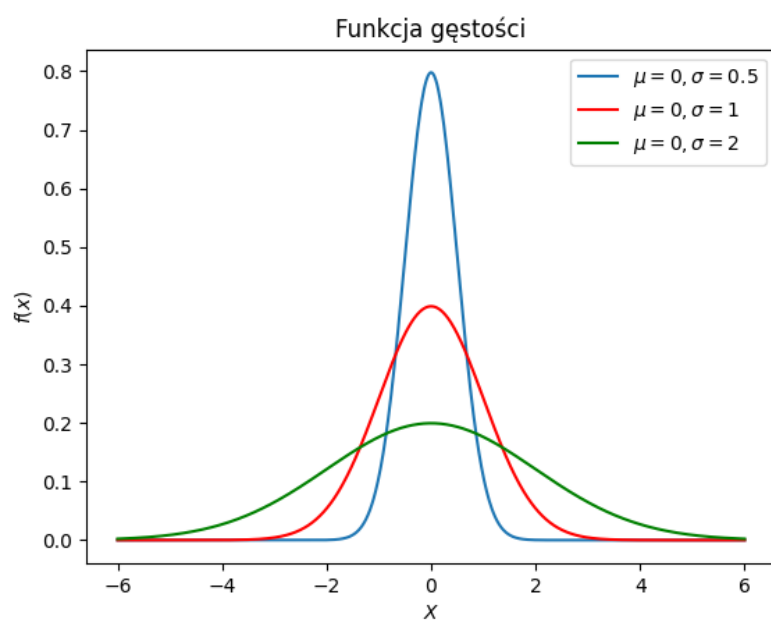 Funkcja gęstości
μ = 0, σ = 0.5
μ = 0, σ = 1
μ = 0, σ = 2
0.8
0.7
0.6
0.5
0.4
0.3
0.2
0.1
0.0
f(x)
−6 −4 −2 0 2 4 6
X